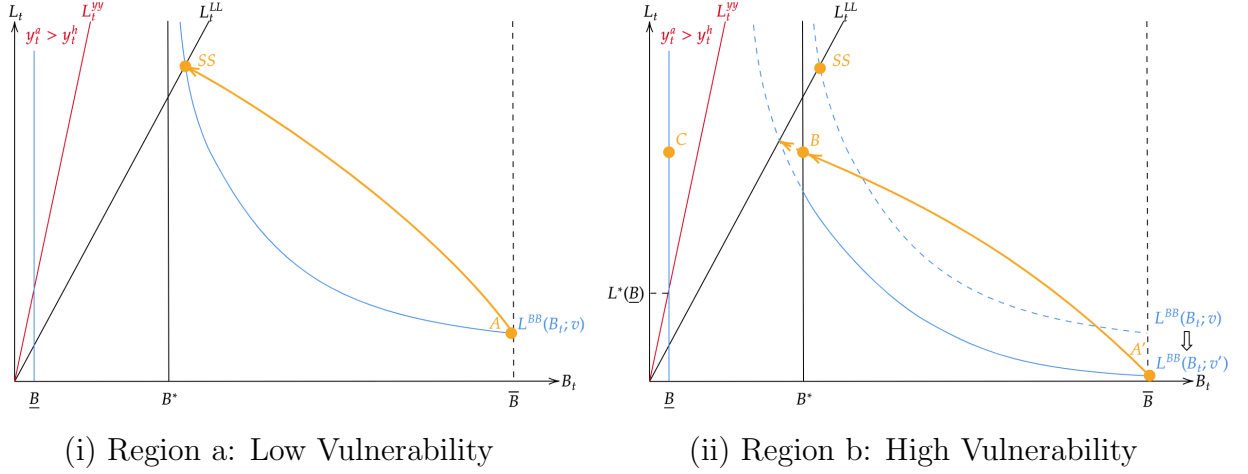 L_t
L_t^{yy}
L_t^{LL}
y_t^a > y_t^h
SS
A
L^{BB}(B_t; v)
B_t
B
B*
B̅
(i) Region a: Low Vulnerability
L_t
L_t^{yy}
L_t^{LL}
y_t^a > y_t^h
SS
C
B
L*(B)
L^{BB}(B_t; v)
⇓
A′
L^{BB}(B_t; v′)
B_t
B
B*
B̅
(ii) Region b: High Vulnerability